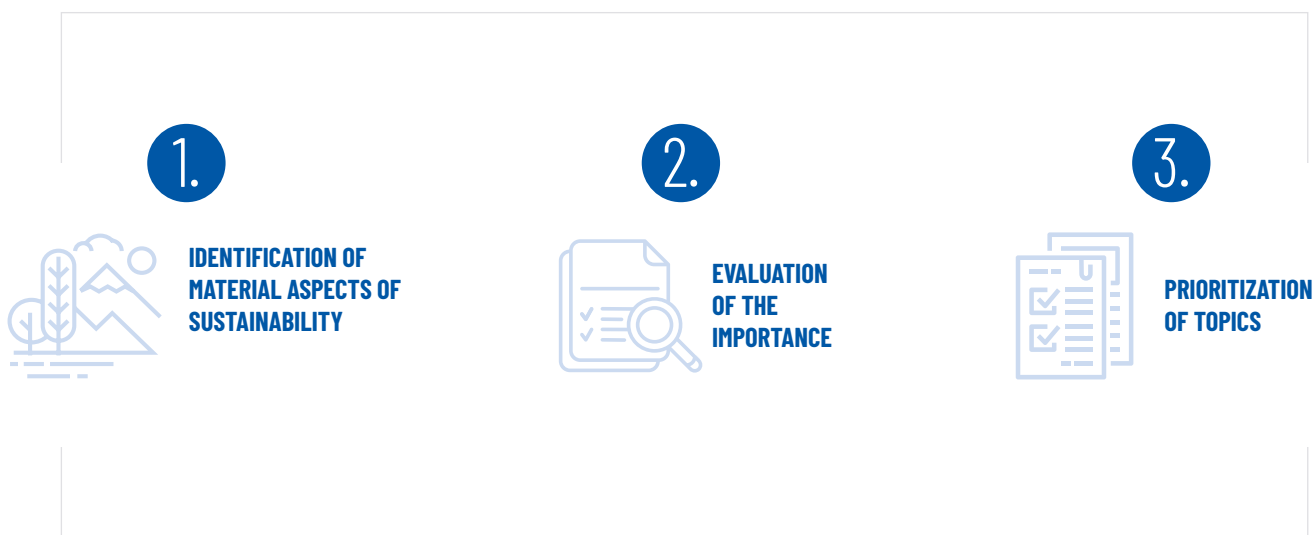 1.
IDENTIFICATION OF
MATERIAL ASPECTS OF
SUSTAINABILITY
2.
EVALUATION
OF THE
IMPORTANCE
3.
PRIORITIZATION
OF TOPICS